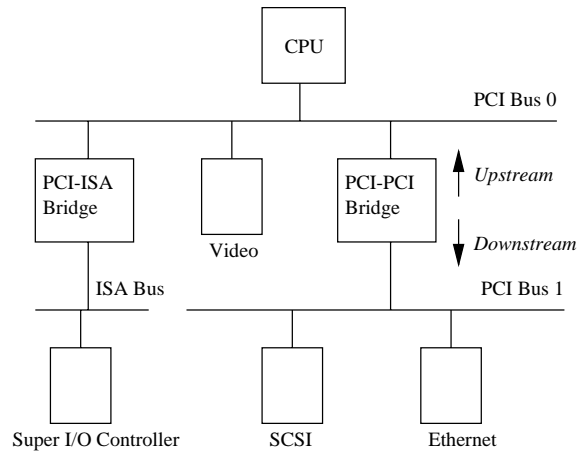 CPU
PCI Bus 0
PCI-ISA
Bridge
PCI-PCI
Bridge
Upstream
Video
Downstream
ISA Bus
PCI Bus 1
Super I/O Controller
SCSI
Ethernet